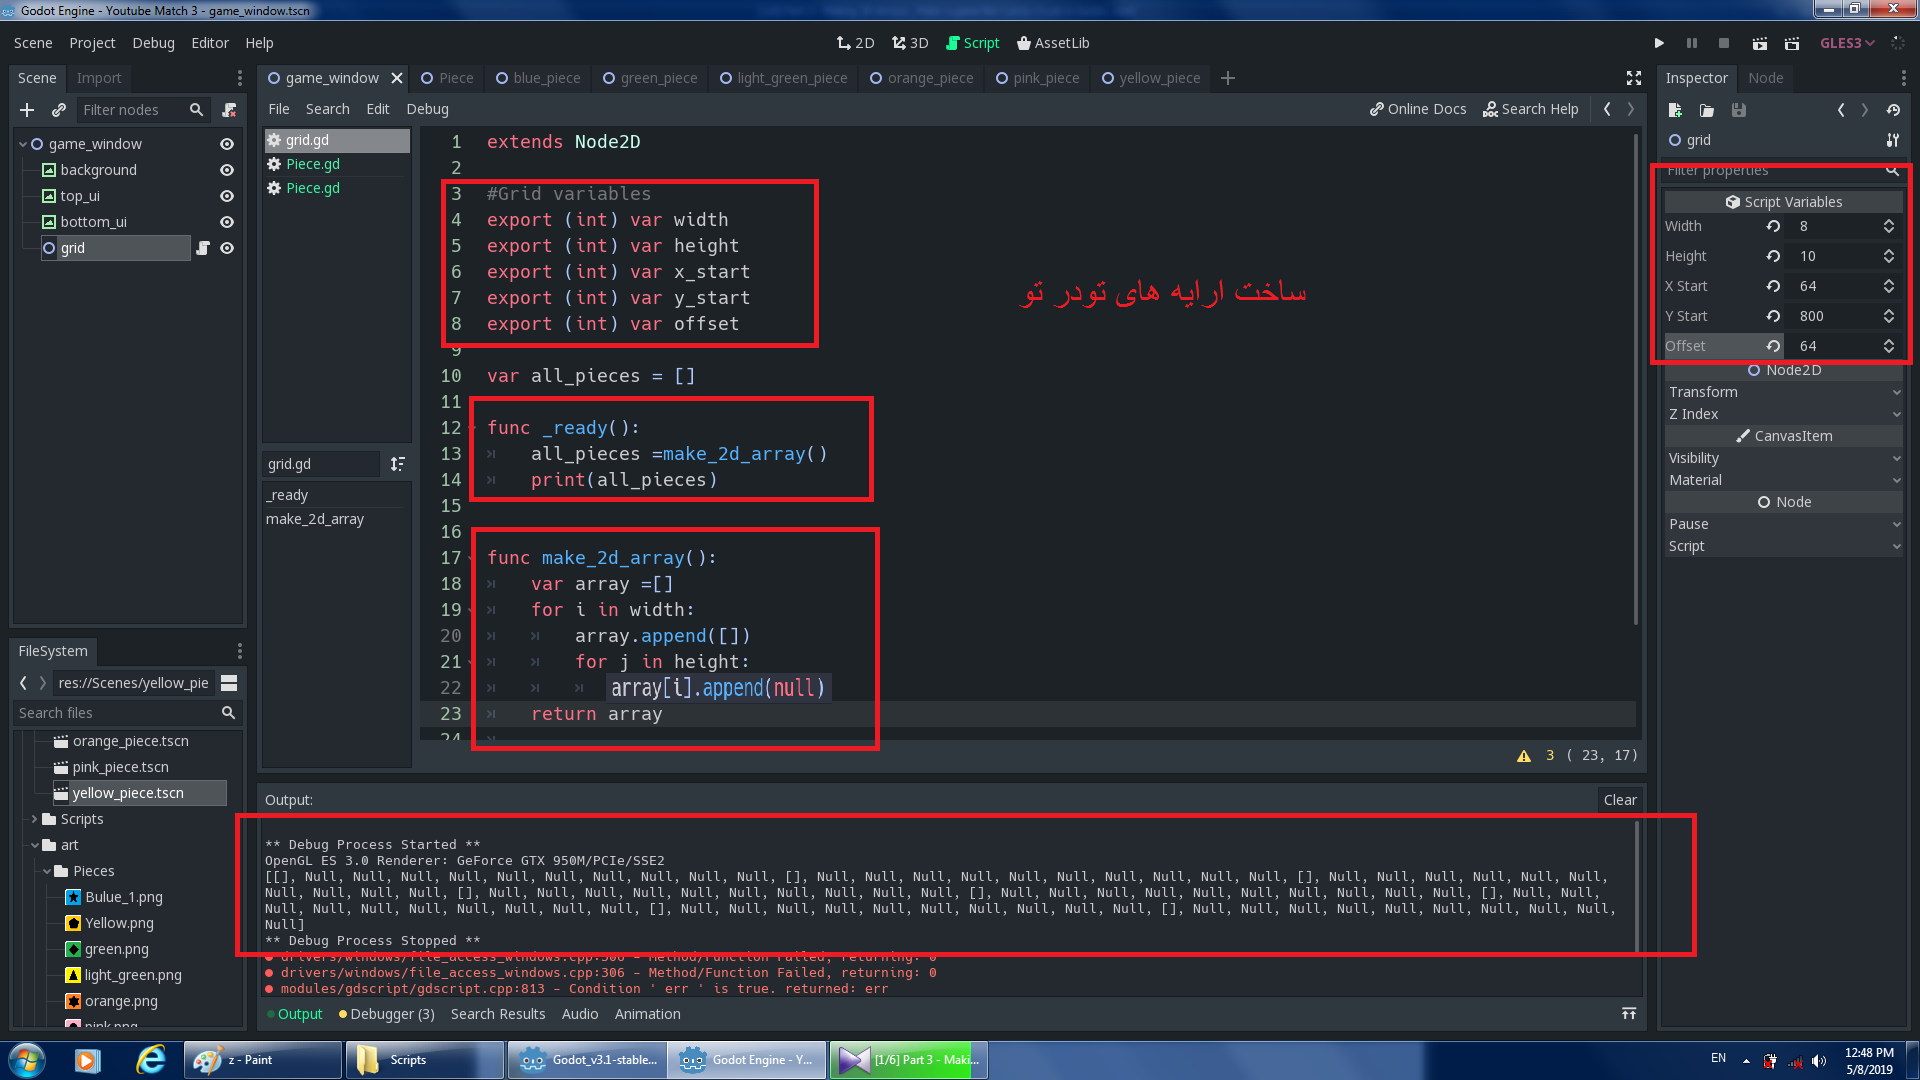 Godot Engine - Youtube Match 3 - game_window.tscn
Scene Project Debug Editor Help
2D 3D Script AssetLib
GLES3
Scene Import
Filter nodes
game_window
background
top_ui
bottom_ui
grid
game_window Piece blue_piece green_piece light_green_piece orange_piece pink_piece yellow_piece
File Search Edit Debug
Online Docs Search Help
grid.gd
Piece.gd
Piece.gd
grid.gd
_ready
make_2d_array
1 extends Node2D
2
3 #Grid variables
4 export (int) var width
5 export (int) var height
6 export (int) var x_start
7 export (int) var y_start
8 export (int) var offset
9
10 var all_pieces = []
11
12 func _ready():
13 all_pieces =make_2d_array()
14 print(all_pieces)
15
16
17 func make_2d_array():
18 var array =[]
19 for i in width:
20 array.append([])
21 for j in height:
22 array[i].append(null)
23 return array
24
ساخت ارایه های تودر تو
3 ( 23, 17)
Inspector Node
grid
Filter properties
Script Variables
Width 8
Height 10
X Start 64
Y Start 800
Offset 64
Node2D
Transform
Z Index
CanvasItem
Visibility
Material
Node
Pause
Script
FileSystem
res://Scenes/yellow_pie
Search files
orange_piece.tscn
pink_piece.tscn
yellow_piece.tscn
Scripts
art
Pieces
Bulue_1.png
Yellow.png
green.png
light_green.png
orange.png
pink.png
Output:
Clear
** Debug Process Started **
OpenGL ES 3.0 Renderer: GeForce GTX 950M/PCIe/SSE2
[[], Null, Null, Null, Null, Null, Null, Null, Null, Null, Null, [], Null, Null, Null, Null, Null, Null, Null, Null, Null, Null, [], Null, Null, Null, Null, Null, Null,
Null, Null, Null, Null, [], Null, Null, Null, Null, Null, Null, Null, Null, Null, Null, [], Null, Null, Null, Null, Null, Null, Null, Null, Null, Null, [], Null, Null,
Null, Null, Null, Null, Null, Null, Null, Null, [], Null, Null, Null, Null, Null, Null, Null, Null, Null, Null, [], Null, Null, Null, Null, Null, Null, Null, Null, Null,
Null]
** Debug Process Stopped **
drivers/windows/file_access_windows.cpp:306 - Method/Function Failed, returning: 0
drivers/windows/file_access_windows.cpp:306 - Method/Function Failed, returning: 0
modules/gdscript/gdscript.cpp:813 - Condition ' err ' is true. returned: err
Output Debugger (3) Search Results Audio Animation
z - Paint
Scripts
Godot_v3.1-stable...
Godot Engine - Y...
[1/6] Part 3 - Maki...
EN
12:48 PM
5/8/2019